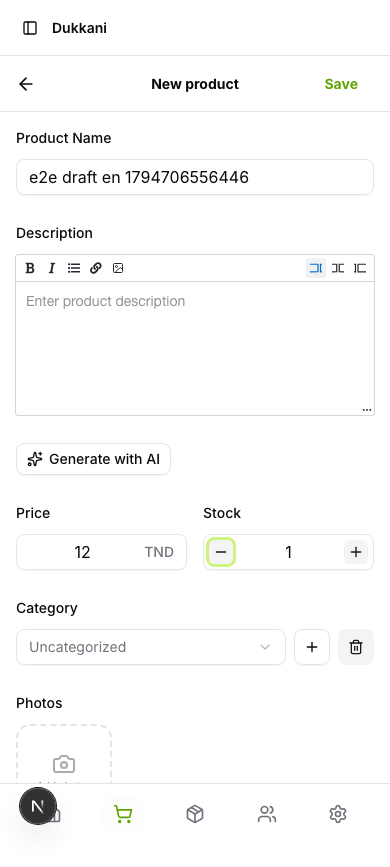 Dukkani
New product
Save
Product Name
e2e draft en 1794706556446
Description
B I
Enter product description
Generate with AI
Price
Stock
12 TND
1
Category
Uncategorized
Photos
N